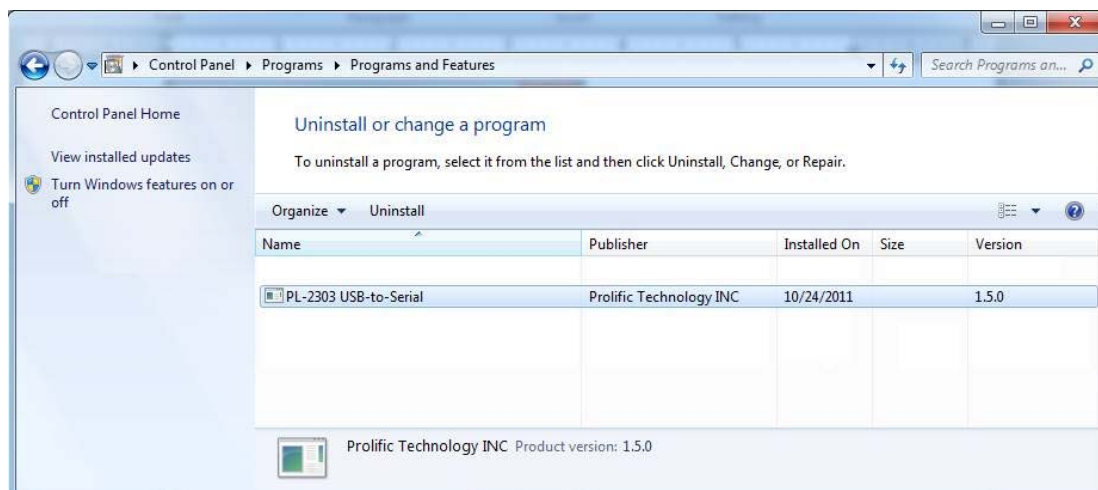 Control Panel ▸ Programs ▸ Programs and Features
Search Programs an...
Control Panel Home
View installed updates
Turn Windows features on or
off
Uninstall or change a program
To uninstall a program, select it from the list and then click Uninstall, Change, or Repair.
Organize Uninstall
Name Publisher Installed On Size Version
PL-2303 USB-to-Serial Prolific Technology INC 10/24/2011 1.5.0
Prolific Technology INC Product version: 1.5.0